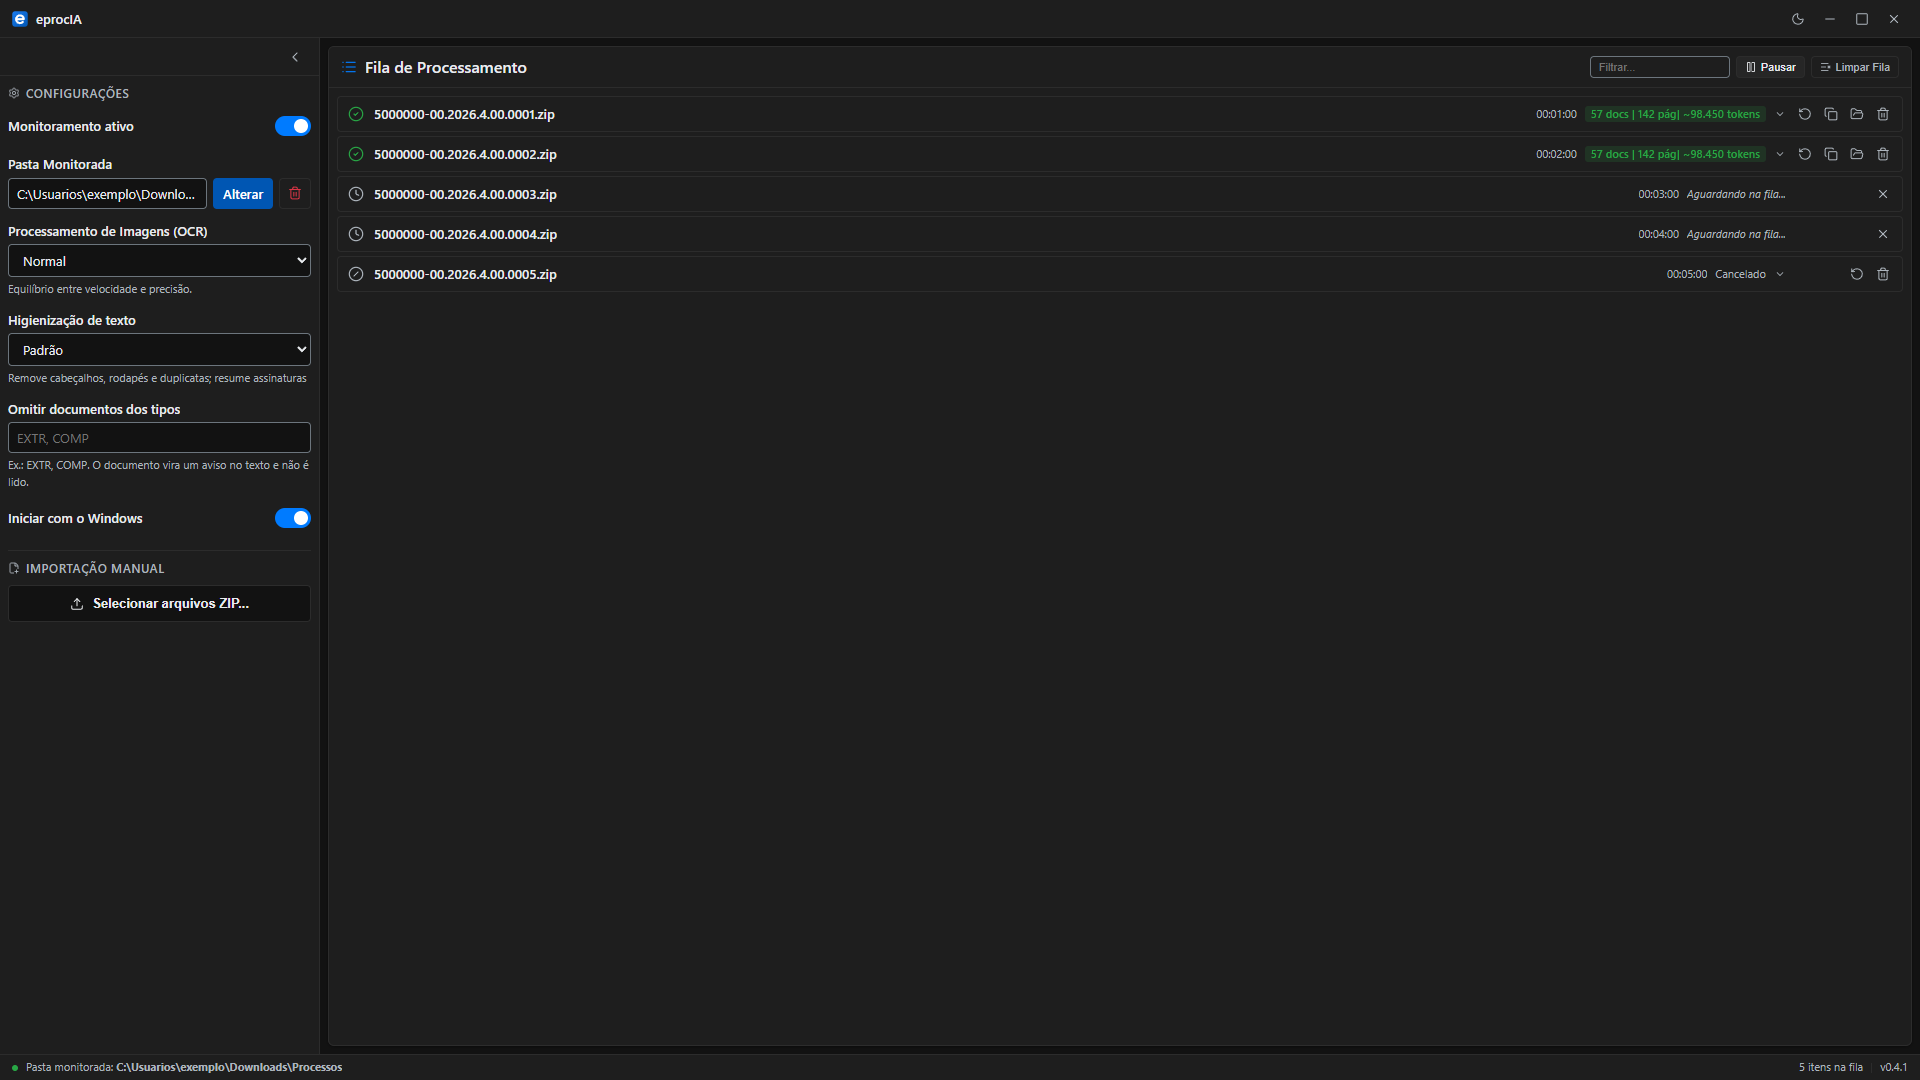 eprocIA
CONFIGURAÇÕES
Monitoramento ativo
Pasta Monitorada
C:\Usuarios\exemplo\Downlo...
Alterar
Processamento de Imagens (OCR)
Normal
Equilíbrio entre velocidade e precisão.
Higienização de texto
Padrão
Remove cabeçalhos, rodapés e duplicatas; resume assinaturas
Omitir documentos dos tipos
EXTR, COMP
Ex.: EXTR, COMP. O documento vira um aviso no texto e não é
lido.
Iniciar com o Windows
IMPORTAÇÃO MANUAL
Selecionar arquivos ZIP...
Fila de Processamento
Filtrar...
Pausar
Limpar Fila
5000000-00.2026.4.00.0001.zip 00:01:00 57 docs | 142 pág| ~98.450 tokens
5000000-00.2026.4.00.0002.zip 00:02:00 57 docs | 142 pág| ~98.450 tokens
5000000-00.2026.4.00.0003.zip 00:03:00 Aguardando na fila...
5000000-00.2026.4.00.0004.zip 00:04:00 Aguardando na fila...
5000000-00.2026.4.00.0005.zip 00:05:00 Cancelado
Pasta monitorada: C:\Usuarios\exemplo\Downloads\Processos
5 itens na fila
v0.4.1